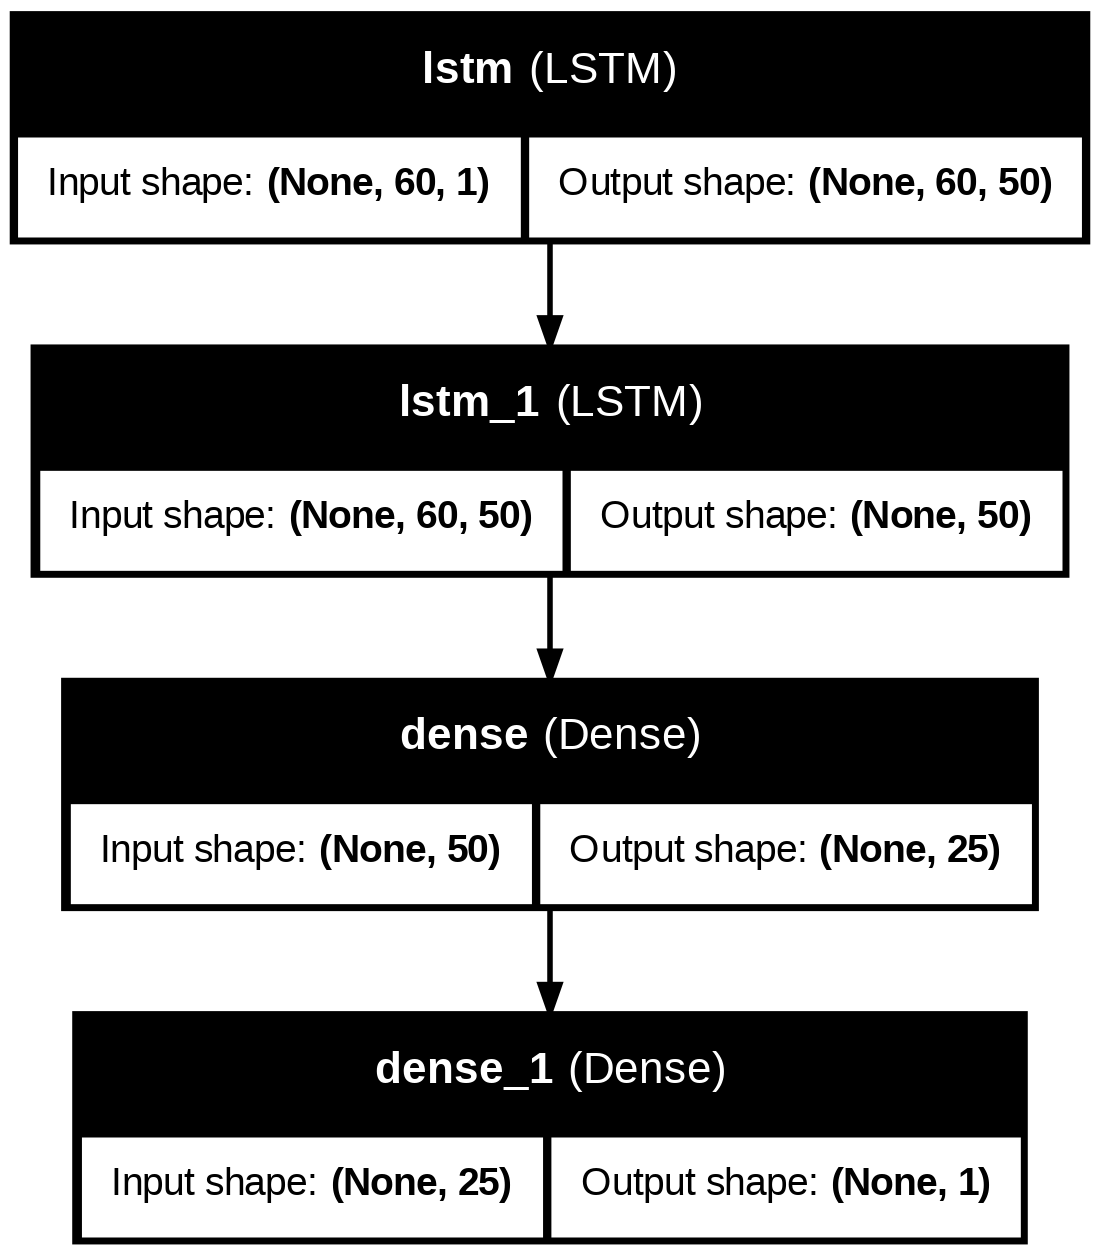 lstm (LSTM)
Input shape: (None, 60, 1) Output shape: (None, 60, 50)
lstm_1 (LSTM)
Input shape: (None, 60, 50) Output shape: (None, 50)
dense (Dense)
Input shape: (None, 50) Output shape: (None, 25)
dense_1 (Dense)
Input shape: (None, 25) Output shape: (None, 1)